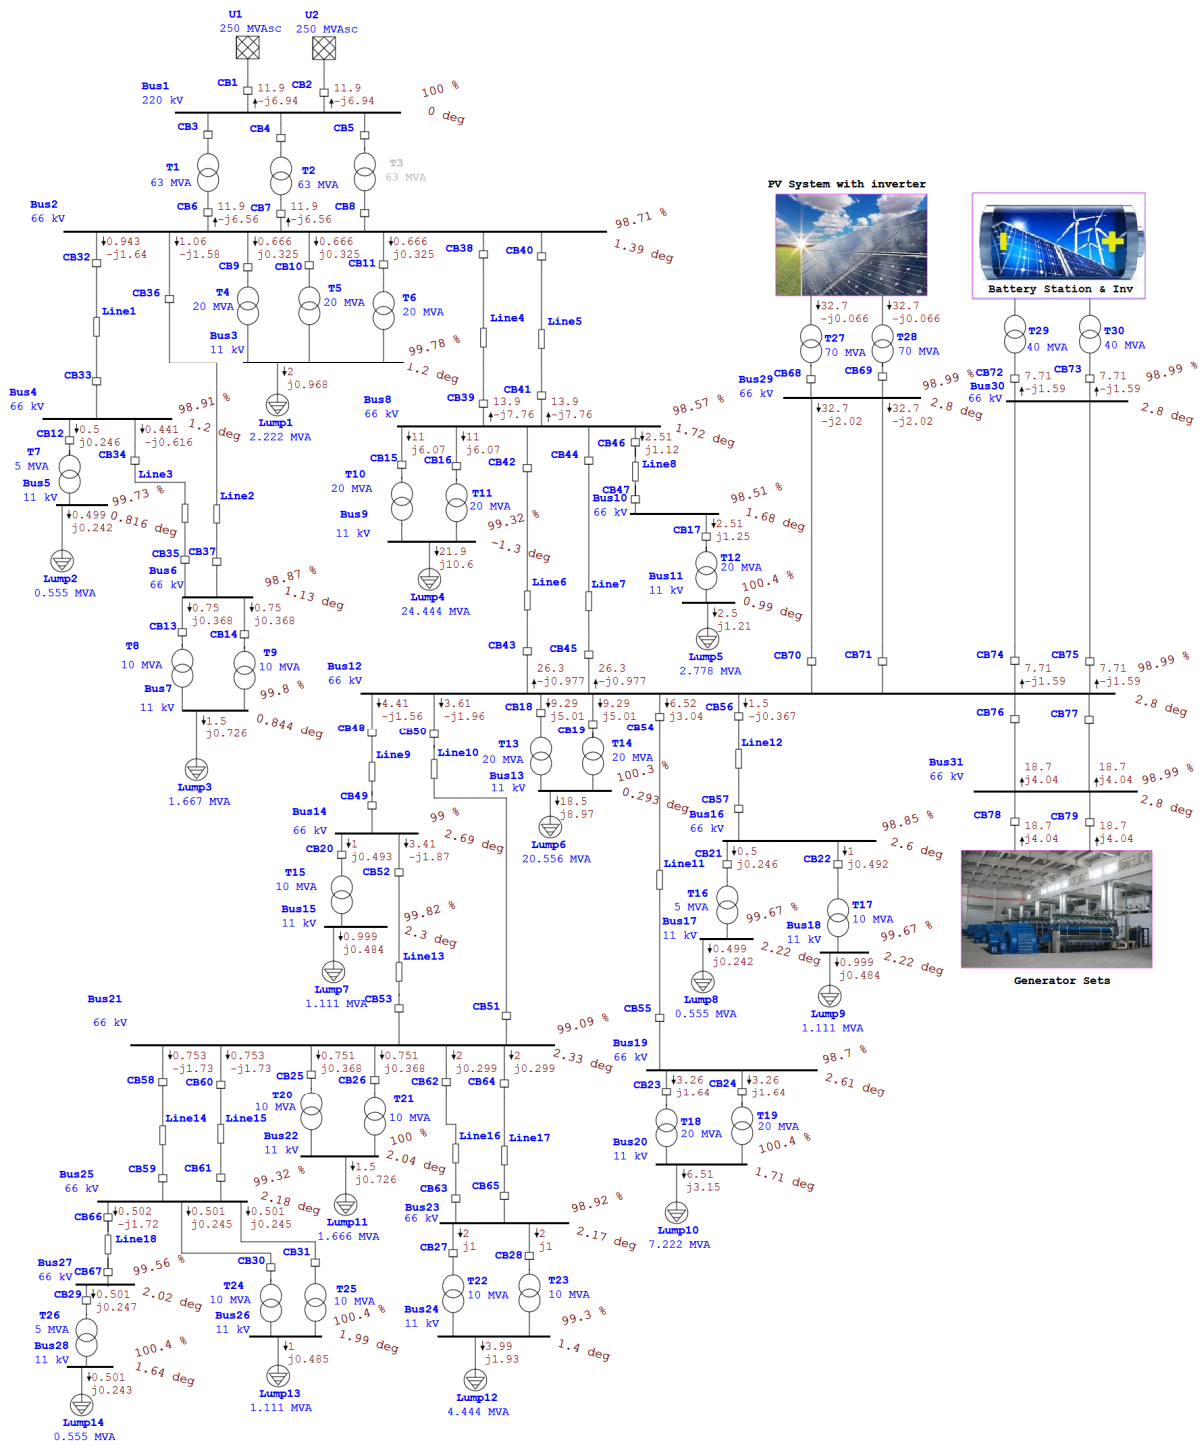 U1
250 MVAsc
U2
250 MVAsc
CB1
11.9
-j6.94
CB2
11.9
-j6.94
100 %
0 deg
Bus1
220 kV
CB3
CB4
CB5
T1
63 MVA
T2
63 MVA
T3
63 MVA
CB6
11.9
-j6.56
CB7
11.9
-j6.56
CB8
Bus2
66 kV
98.71 %
1.39 deg
0.943
-j1.64
1.06
-j1.58
0.666
j0.325
0.666
j0.325
0.666
j0.325
CB32
CB36
CB9
CB10
CB11
CB38
CB40
T4
20 MVA
T5
20 MVA
T6
20 MVA
Line1
Line4
Line5
Bus3
11 kV
99.78 %
1.2 deg
2
j0.968
Lump1
2.222 MVA
PV System with inverter
Battery Station & Inv
32.7
-j0.066
32.7
-j0.066
T27
70 MVA
T28
70 MVA
T29
40 MVA
T30
40 MVA
CB68
CB69
CB72
7.71
-j1.59
CB73
7.71
-j1.59
Bus29
66 kV
98.99 %
2.8 deg
32.7
-j2.02
32.7
-j2.02
Bus30
66 kV
98.99 %
2.8 deg
CB33
Bus4
66 kV
98.91 %
1.2 deg
CB12
0.5
j0.246
0.441
-j0.616
CB34
T7
5 MVA
Line3
Line2
Bus5
11 kV
99.73 %
0.816 deg
0.499
j0.242
Lump2
0.555 MVA
CB35
CB37
Bus6
66 kV
98.87 %
1.13 deg
0.75
j0.368
0.75
j0.368
CB13
CB14
T8
10 MVA
T9
10 MVA
Bus7
11 kV
99.8 %
0.844 deg
1.5
j0.726
Lump3
1.667 MVA
CB39
13.9
-j7.76
CB41
13.9
-j7.76
Bus8
66 kV
98.57 %
1.72 deg
11
j6.07
11
j6.07
CB15
CB16
CB42
CB44
CB46
2.51
j1.12
Line8
CB47
T10
20 MVA
T11
20 MVA
Bus9
11 kV
99.32 %
-1.3 deg
21.9
j10.6
Lump4
24.444 MVA
Bus10
66 kV
98.51 %
1.68 deg
CB17
2.51
j1.25
T12
20 MVA
Bus11
11 kV
100.4 %
0.99 deg
2.5
j1.21
Lump5
2.778 MVA
Line6
Line7
CB43
CB45
26.3
-j0.977
26.3
-j0.977
CB70
CB71
CB74
7.71
-j1.59
CB75
7.71
-j1.59
98.99 %
2.8 deg
Bus12
66 kV
4.41
-j1.56
3.61
-j1.96
CB18
9.29
j5.01
9.29
j5.01
CB19
6.52
j3.04
CB54
CB56
1.5
-j0.367
CB76
CB77
CB48
CB50
Line9
Line10
Line12
T13
20 MVA
T14
20 MVA
Bus13
11 kV
100.3 %
0.293 deg
18.5
j8.97
Lump6
20.556 MVA
Bus31
66 kV
18.7
j4.04
18.7
j4.04
98.99 %
2.8 deg
CB78
18.7
j4.04
CB79
18.7
j4.04
Generator Sets
CB49
Bus14
66 kV
99 %
2.69 deg
CB20
1
j0.493
3.41
-j1.87
CB52
T15
10 MVA
Bus15
11 kV
99.82 %
2.3 deg
0.999
j0.484
Lump7
1.111 MVA
Line13
CB53
CB51
CB57
Bus16
66 kV
98.85 %
2.6 deg
CB21
0.5
j0.246
CB22
1
j0.492
Line11
T16
5 MVA
T17
10 MVA
Bus17
11 kV
99.67 %
2.22 deg
0.499
j0.242
Lump8
0.555 MVA
Bus18
11 kV
99.67 %
2.22 deg
0.999
j0.484
Lump9
1.111 MVA
CB55
Bus19
66 kV
98.7 %
2.61 deg
CB23
3.26
j1.64
CB24
3.26
j1.64
T18
20 MVA
T19
20 MVA
Bus20
11 kV
100.4 %
1.71 deg
6.51
j3.15
Lump10
7.222 MVA
Bus21
66 kV
99.09 %
2.33 deg
0.753
-j1.73
0.753
-j1.73
0.751
j0.368
0.751
j0.368
2
j0.299
2
j0.299
CB58
CB60
CB25
CB26
CB62
CB64
T20
10 MVA
T21
10 MVA
Line14
Line15
Line16
Line17
Bus22
11 kV
100 %
2.04 deg
1.5
j0.726
Lump11
1.666 MVA
CB59
CB61
CB63
CB65
Bus25
66 kV
99.32 %
2.18 deg
CB66
0.502
-j1.72
0.501
j0.245
0.501
j0.245
Line18
CB30
CB31
Bus27
66 kV
CB67
99.56 %
2.02 deg
CB29
0.501
j0.247
T26
5 MVA
Bus28
11 kV
100.4 %
1.64 deg
0.501
j0.243
Lump14
0.555 MVA
T24
10 MVA
T25
10 MVA
Bus26
11 kV
100.4 %
1.99 deg
1
j0.485
Lump13
1.111 MVA
Bus23
66 kV
98.92 %
2.17 deg
CB27
2
j1
CB28
2
j1
T22
10 MVA
T23
10 MVA
Bus24
11 kV
99.3 %
1.4 deg
3.99
j1.93
Lump12
4.444 MVA